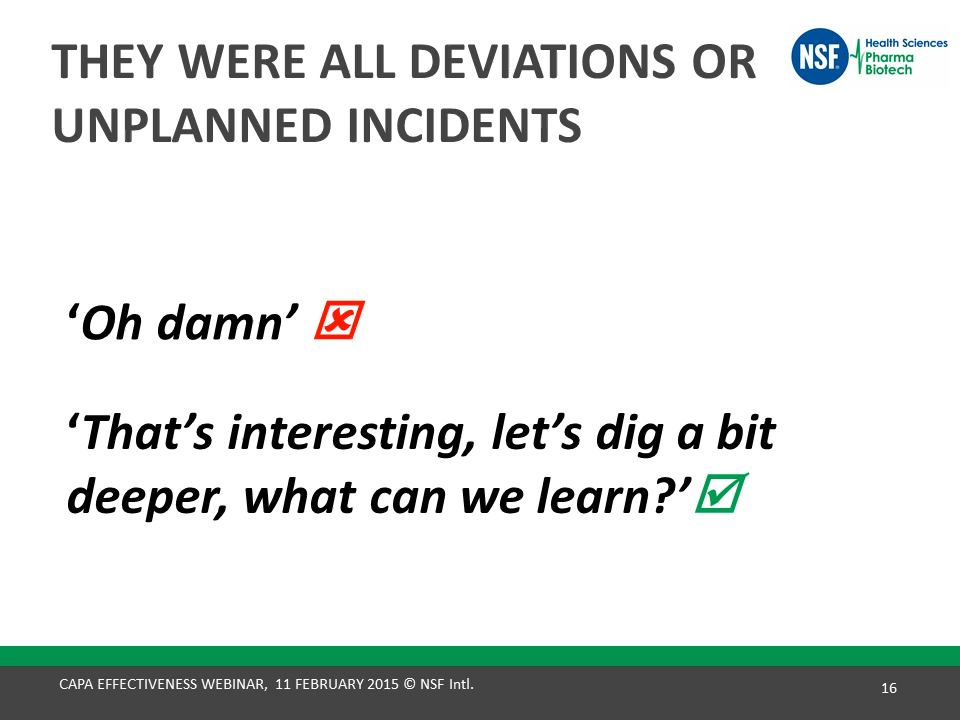 THEY WERE ALL DEVIATIONS OR
UNPLANNED INCIDENTS
NSF®
Health Sciences
Pharma
Biotech
‘Oh damn’ ☒
‘That’s interesting, let’s dig a bit
deeper, what can we learn?’ ☑
CAPA EFFECTIVENESS WEBINAR, 11 FEBRUARY 2015 © NSF Intl.
16